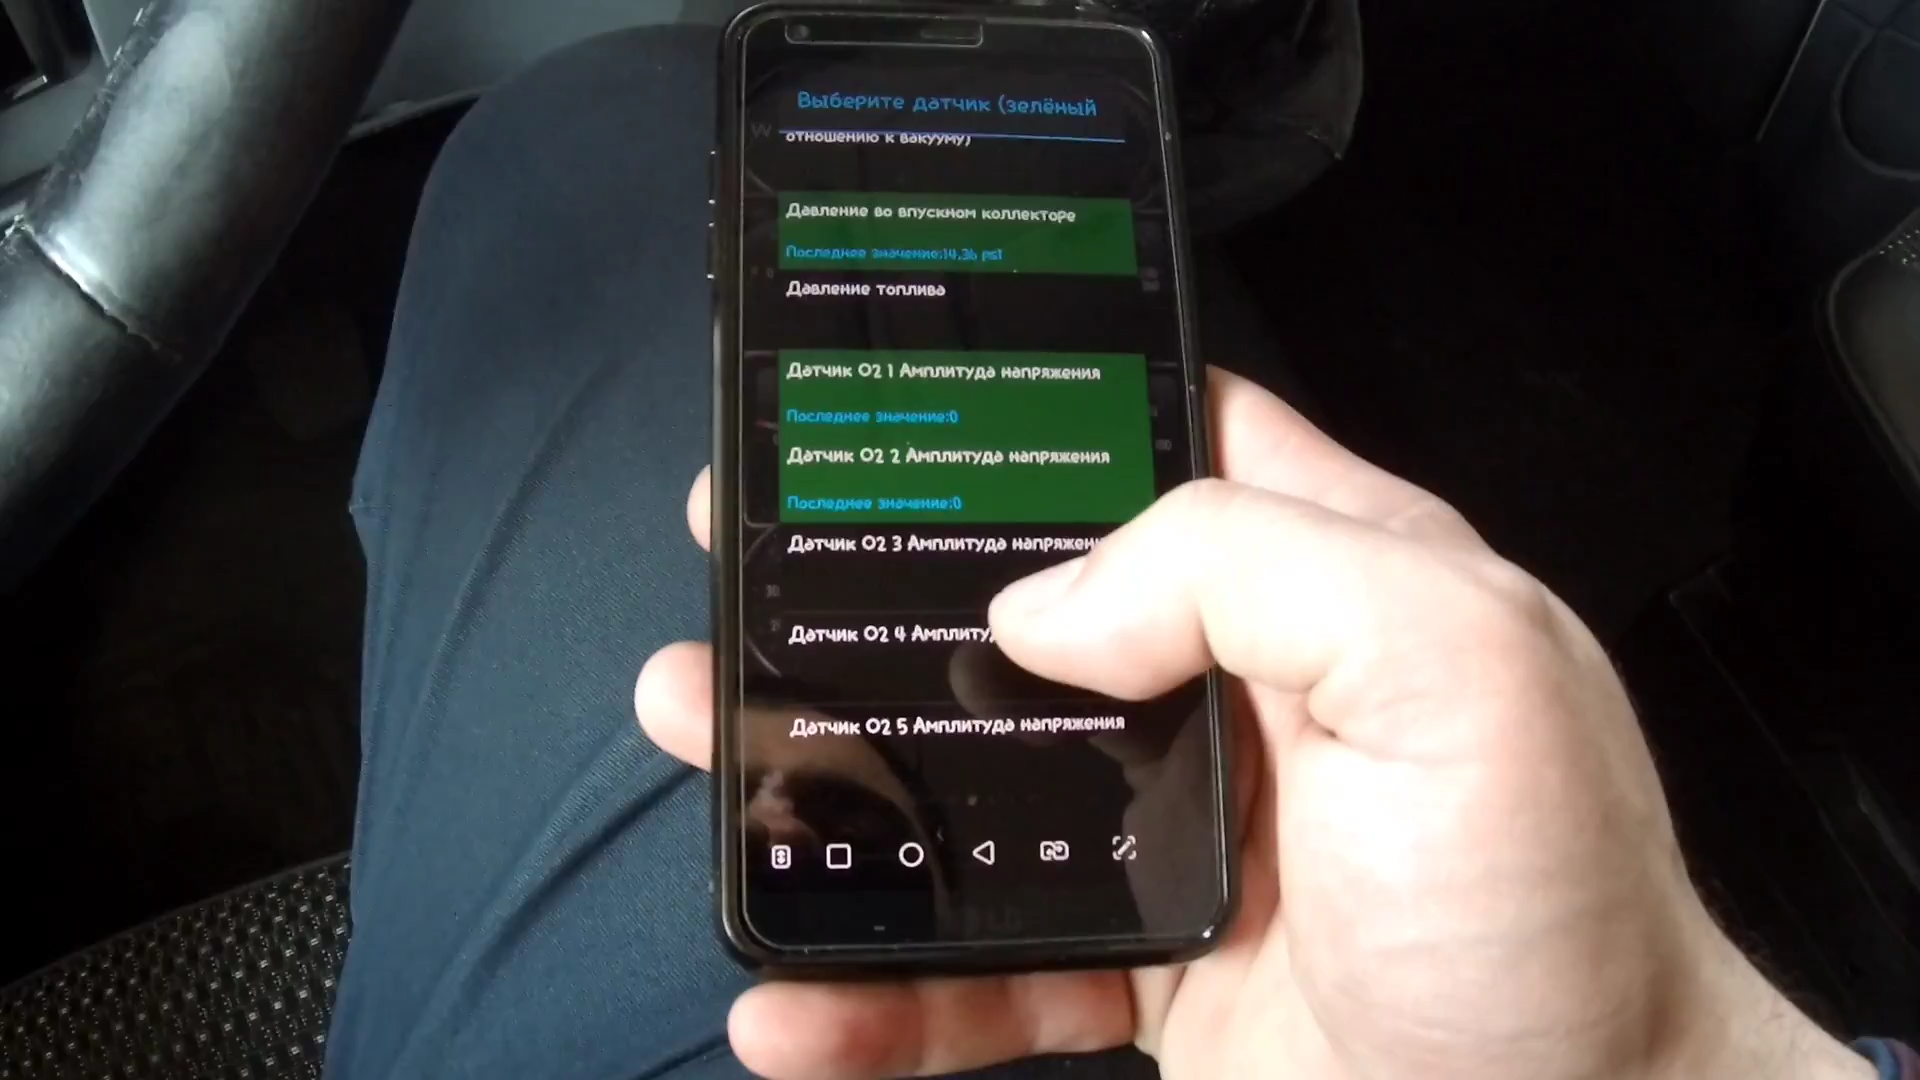 Выберите датчик (зелёный
отношению к вакууму)
Давление во впускном коллекторе
Последнее значение:14,36 psi
Давление топлива
Датчик O2 1 Амплитуда напряжения
Последнее значение:0
Датчик O2 2 Амплитуда напряжения
Последнее значение:0
Датчик O2 3 Амплитуда
Датчик O2 4
Датчик O2 5 Амплитуда напряжения